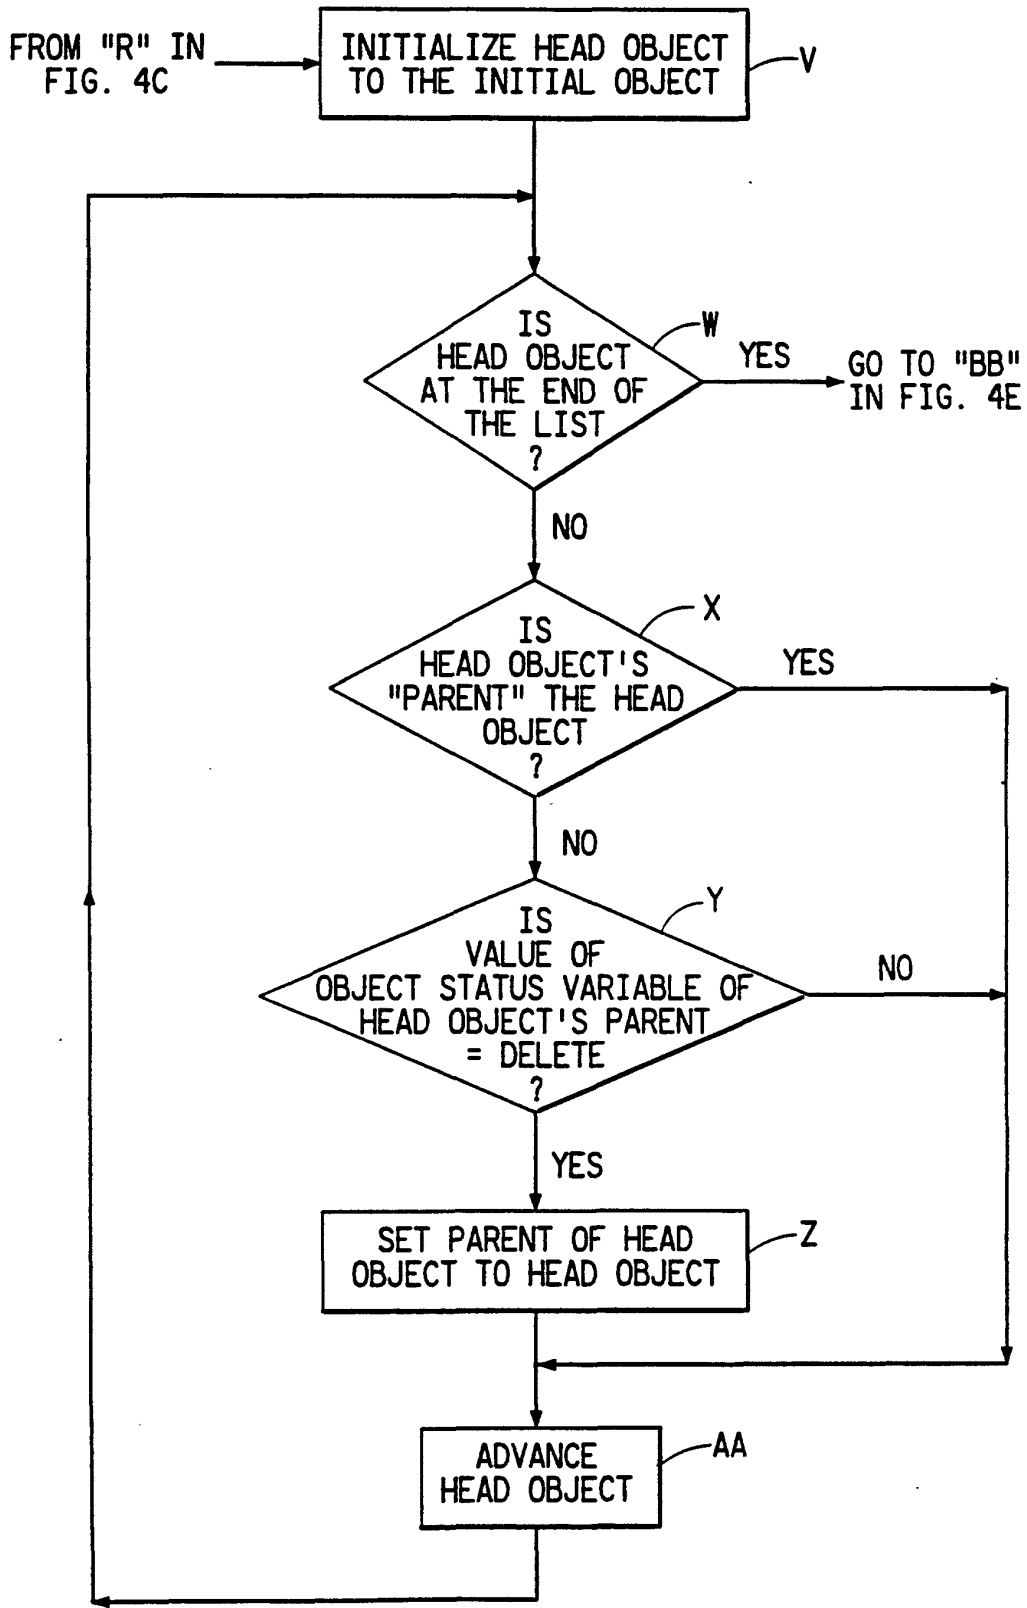 FROM "R" IN
FIG. 4C
INITIALIZE HEAD OBJECT
TO THE INITIAL OBJECT
V
IS
HEAD OBJECT
AT THE END OF
THE LIST
?
W
YES
GO TO "BB"
IN FIG. 4E
NO
IS
HEAD OBJECT'S
"PARENT" THE HEAD
OBJECT
?
X
YES
NO
IS
VALUE OF
OBJECT STATUS VARIABLE OF
HEAD OBJECT'S PARENT
= DELETE
?
Y
NO
YES
SET PARENT OF HEAD
OBJECT TO HEAD OBJECT
Z
ADVANCE
HEAD OBJECT
AA